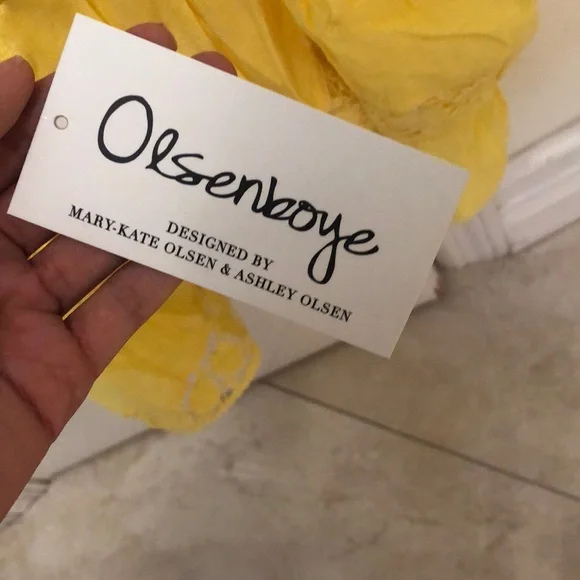 Olsenboye
DESIGNED BY
MARY-KATE OLSEN & ASHLEY OLSEN